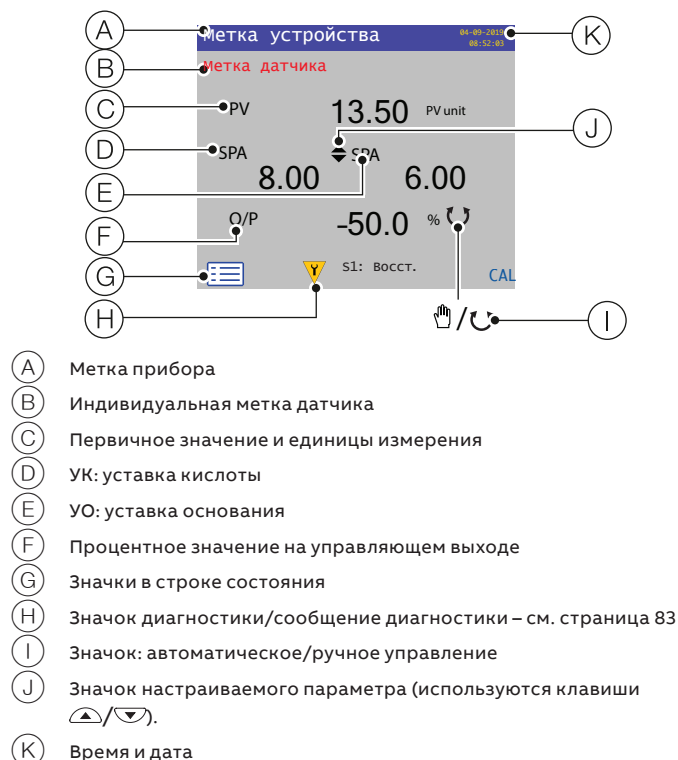 A Метка устройства 04-09-2019 K
08:52:03
B Метка датчика
C PV 13.50 PV unit
J
D SPA SPA
E 8.00 6.00
F O/P -50.0 %
G S1: Восст. CAL
H / I
A Метка прибора
B Индивидуальная метка датчика
C Первичное значение и единицы измерения
D УК: уставка кислоты
E УО: уставка основания
F Процентное значение на управляющем выходе
G Значки в строке состояния
H Значок диагностики/сообщение диагностики – см. страница 83
I Значок: автоматическое/ручное управление
J Значок настраиваемого параметра (используются клавиши
/).
K Время и дата